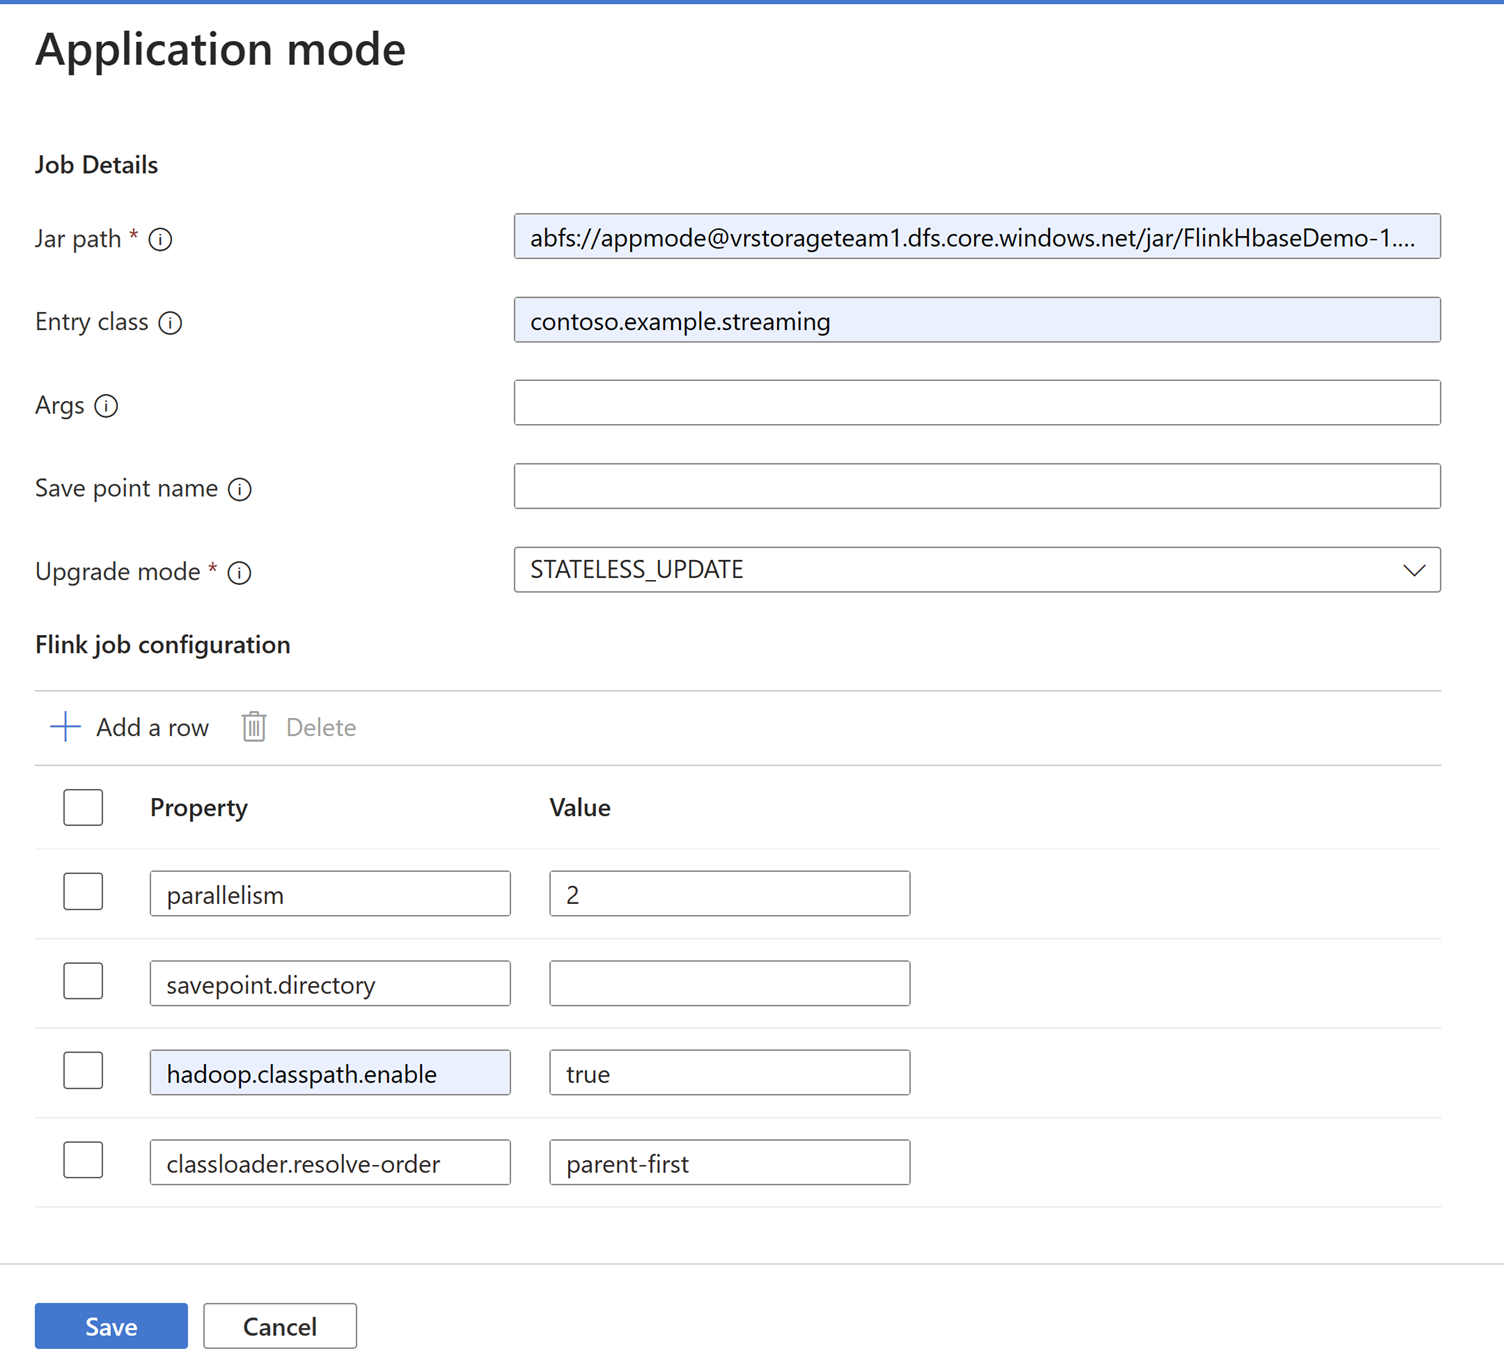 Application mode
Job Details
Jar path *
abfs://appmode@vrstorageteam1.dfs.core.windows.net/jar/FlinkHbaseDemo-1....
Entry class
contoso.example.streaming
Args
Save point name
Upgrade mode *
STATELESS_UPDATE
Flink job configuration
Add a row Delete
Property Value
parallelism 2
savepoint.directory
hadoop.classpath.enable true
classloader.resolve-order parent-first
Save Cancel